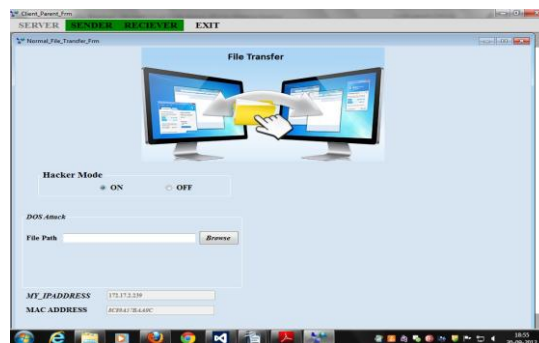 Client_Parent_Frm
SERVER SENDER RECIEVER EXIT
Normal_File_Transfer_Frm
File Transfer
Hacker Mode
ON OFF
DOS Attack
File Path Browse
MY_IPADDRESS 172.17.2.239
MAC ADDRESS
18:55